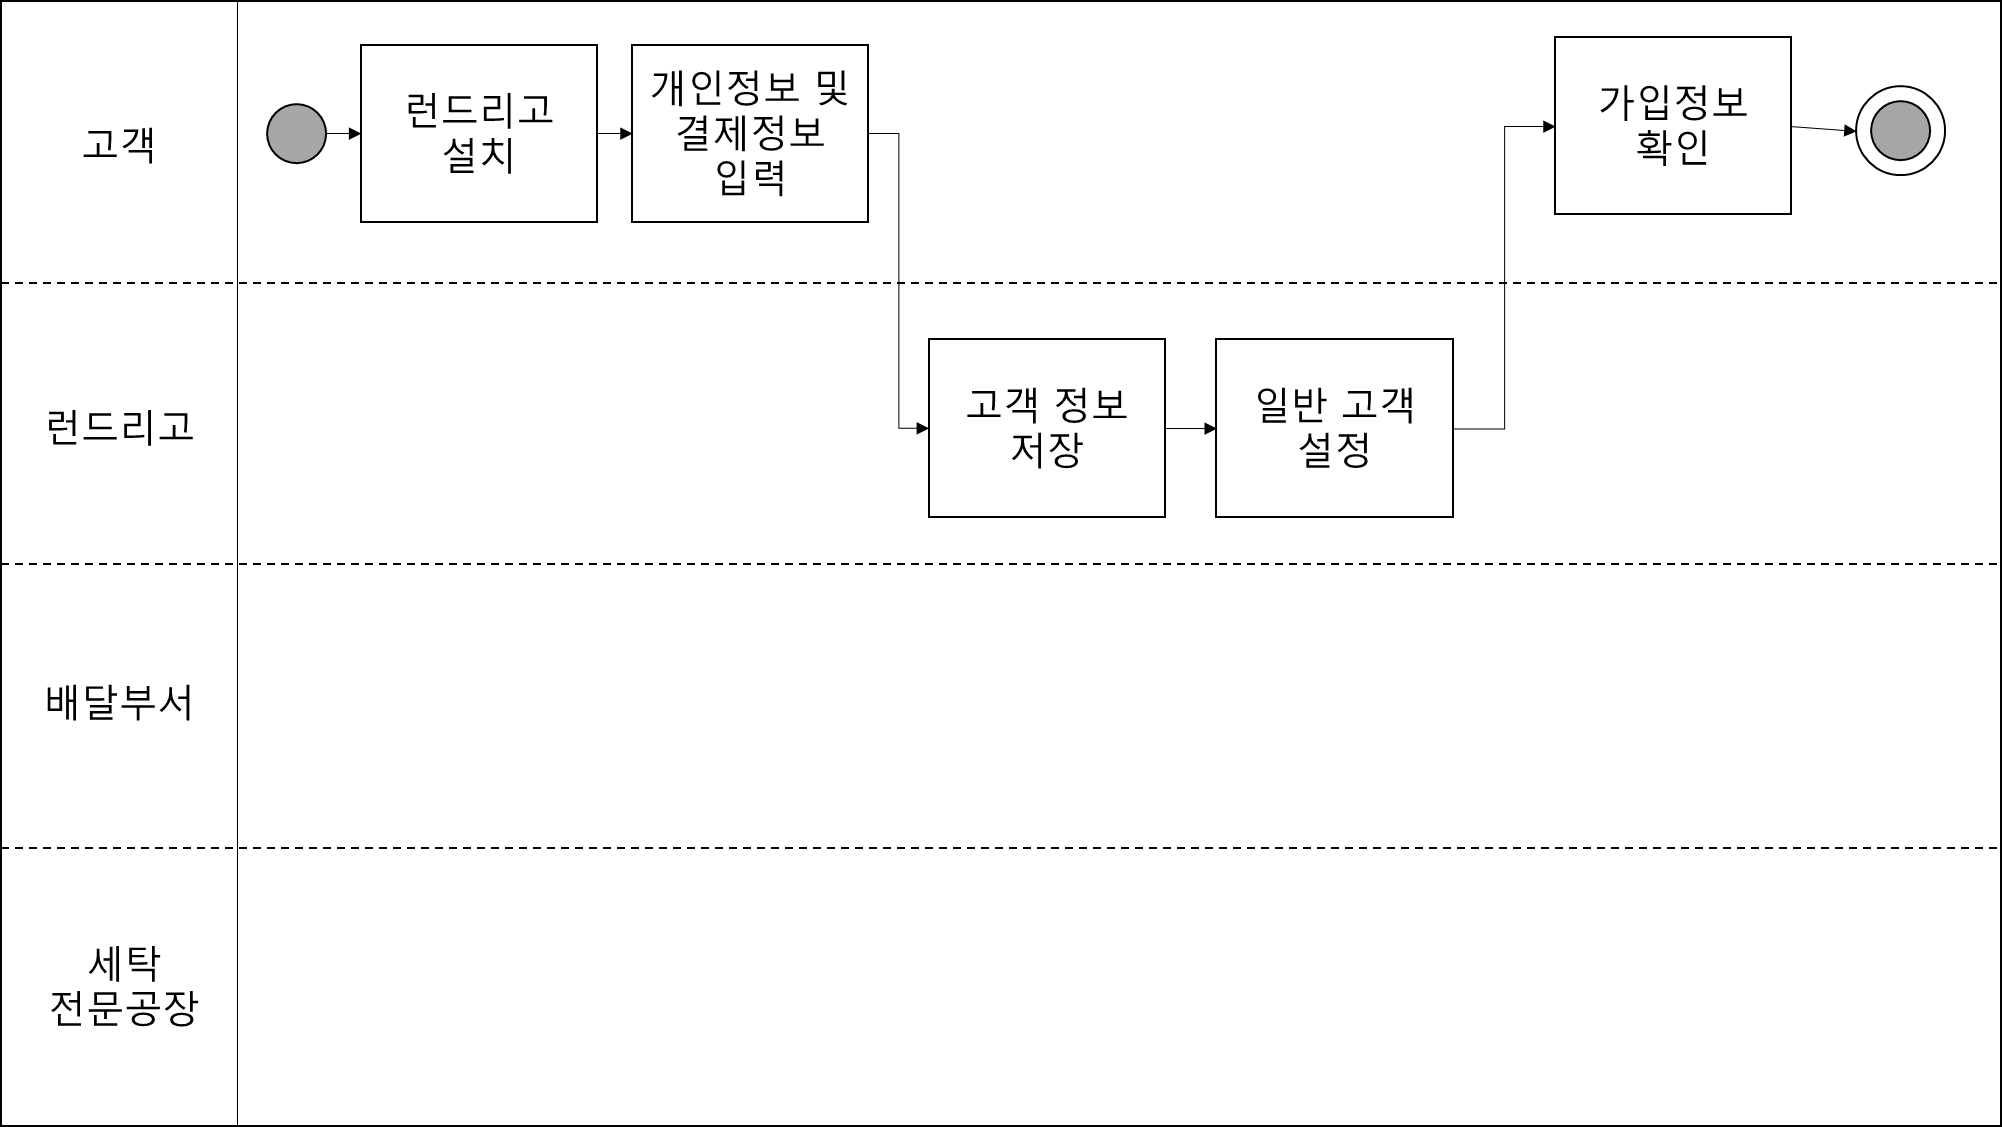 고객
런드리고
설치
개인정보 및
결제정보
입력
가입정보
확인
런드리고
고객 정보
저장
일반 고객
설정
배달부서
세탁
전문공장